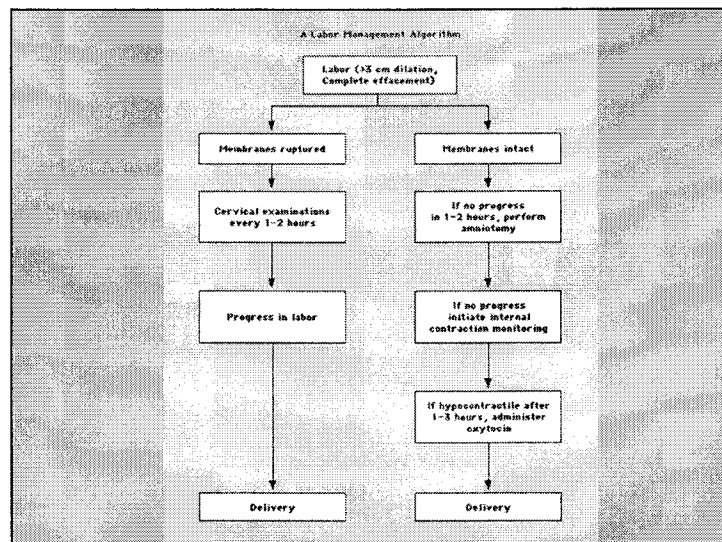 A Labor Management Algorithm
Labor (>3 cm dilation,
Complete effacement)
Membranes ruptured
Membranes intact
Cervical examinations
every 1-2 hours
If no progress
in 1-2 hours, perform
amniotomy
Progress in labor
If no progress
initiate internal
contraction monitoring
If hypocontractile after
1-3 hours, administer
oxytocin
Delivery
Delivery